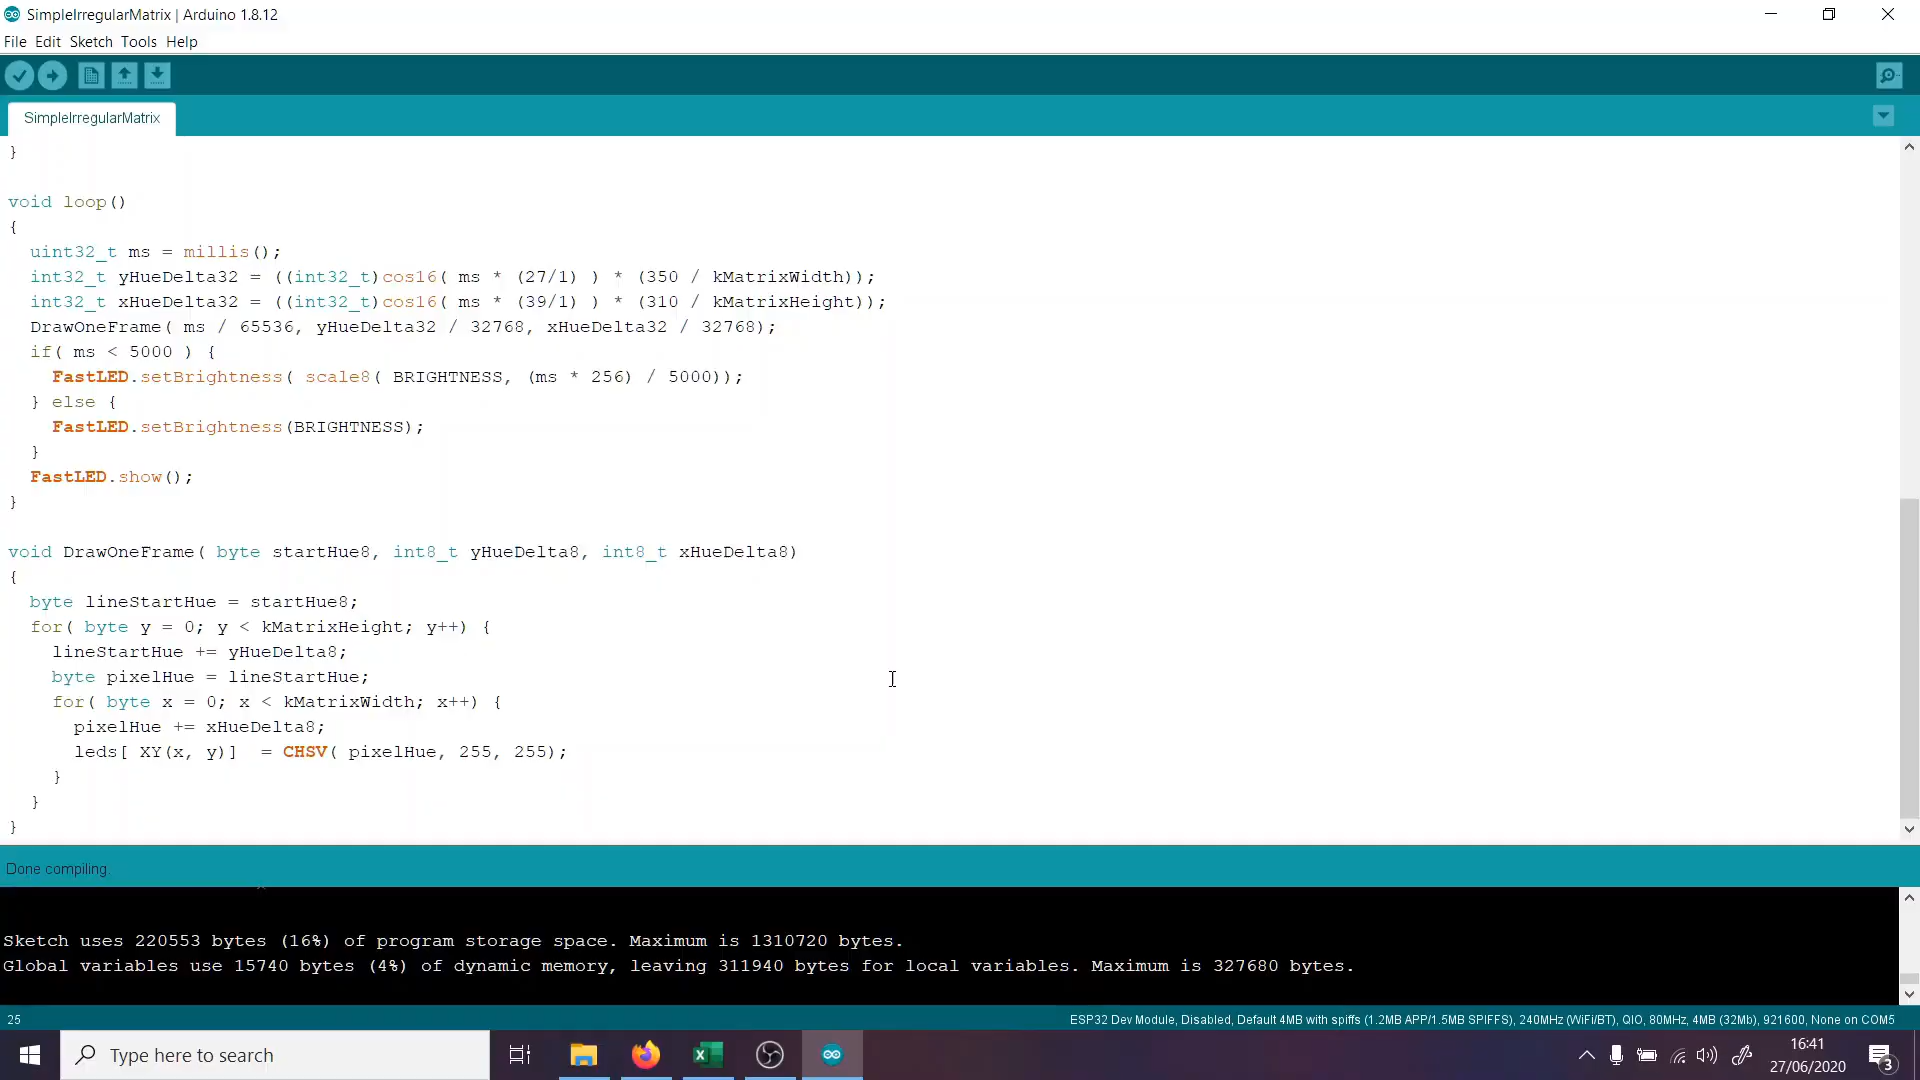 SimpleIrregularMatrix | Arduino 1.8.12
File Edit Sketch Tools Help
SimpleIrregularMatrix
}
void loop()
{
  uint32_t ms = millis();
  int32_t yHueDelta32 = ((int32_t)cos16( ms * (27/1) ) * (350 / kMatrixWidth));
  int32_t xHueDelta32 = ((int32_t)cos16( ms * (39/1) ) * (310 / kMatrixHeight));
  DrawOneFrame( ms / 65536, yHueDelta32 / 32768, xHueDelta32 / 32768);
  if( ms < 5000 ) {
    FastLED.setBrightness( scale8( BRIGHTNESS, (ms * 256) / 5000));
  } else {
    FastLED.setBrightness(BRIGHTNESS);
  }
  FastLED.show();
}
void DrawOneFrame( byte startHue8, int8_t yHueDelta8, int8_t xHueDelta8)
{
  byte lineStartHue = startHue8;
  for( byte y = 0; y < kMatrixHeight; y++) {
    lineStartHue += yHueDelta8;
    byte pixelHue = lineStartHue;
    for( byte x = 0; x < kMatrixWidth; x++) {
      pixelHue += xHueDelta8;
      leds[ XY(x, y)]  = CHSV( pixelHue, 255, 255);
    }
  }
}
Done compiling.
Sketch uses 220553 bytes (16%) of program storage space. Maximum is 1310720 bytes.
Global variables use 15740 bytes (4%) of dynamic memory, leaving 311940 bytes for local variables. Maximum is 327680 bytes.
25
ESP32 Dev Module, Disabled, Default 4MB with spiffs (1.2MB APP/1.5MB SPIFFS), 240MHz (WiFi/BT), QIO, 80MHz, 4MB (32Mb), 921600, None on COM5
Type here to search
16:41
27/06/2020
3